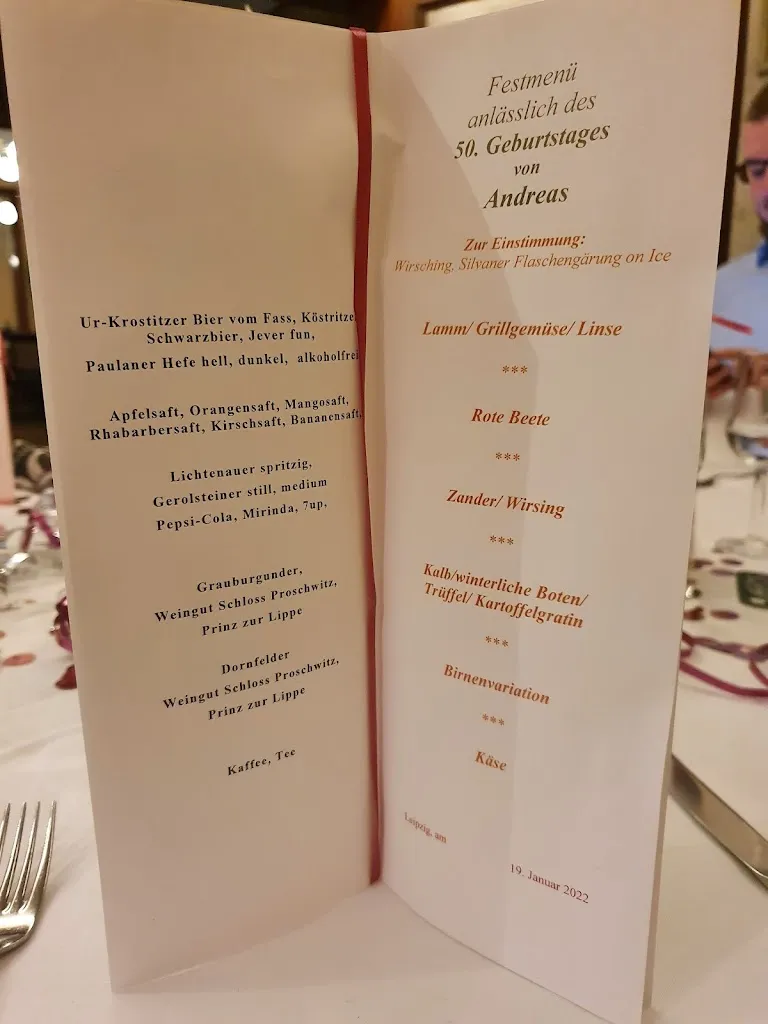 Ur-Krostitzer Bier vom Fass, Köstritze
Schwarzbier, Jever fun,
Paulaner Hefe hell, dunkel, alkoholfrei
Apfelsaft, Orangensaft, Mangosaft,
Rhabarbersaft, Kirschsaft, Bananensaft,
Lichtenauer spritzig,
Gerolsteiner still, medium
Pepsi-Cola, Mirinda, 7up,
Grauburgunder,
Weingut Schloss Proschwitz,
Prinz zur Lippe
Dornfelder
Weingut Schloss Proschwitz,
Prinz zur Lippe
Kaffee, Tee
Festmenü
anlässlich des
50. Geburtstages
von
Andreas
Zur Einstimmung:
Wirsching, Silvaner Flaschengärung on Ice
Lamm/ Grillgemüse/ Linse
***
Rote Beete
***
Zander/ Wirsing
***
Kalb/winterliche Boten/
Trüffel/ Kartoffelgratin
***
Birnenvariation
***
Käse
Leipzig, am
19. Januar 2022